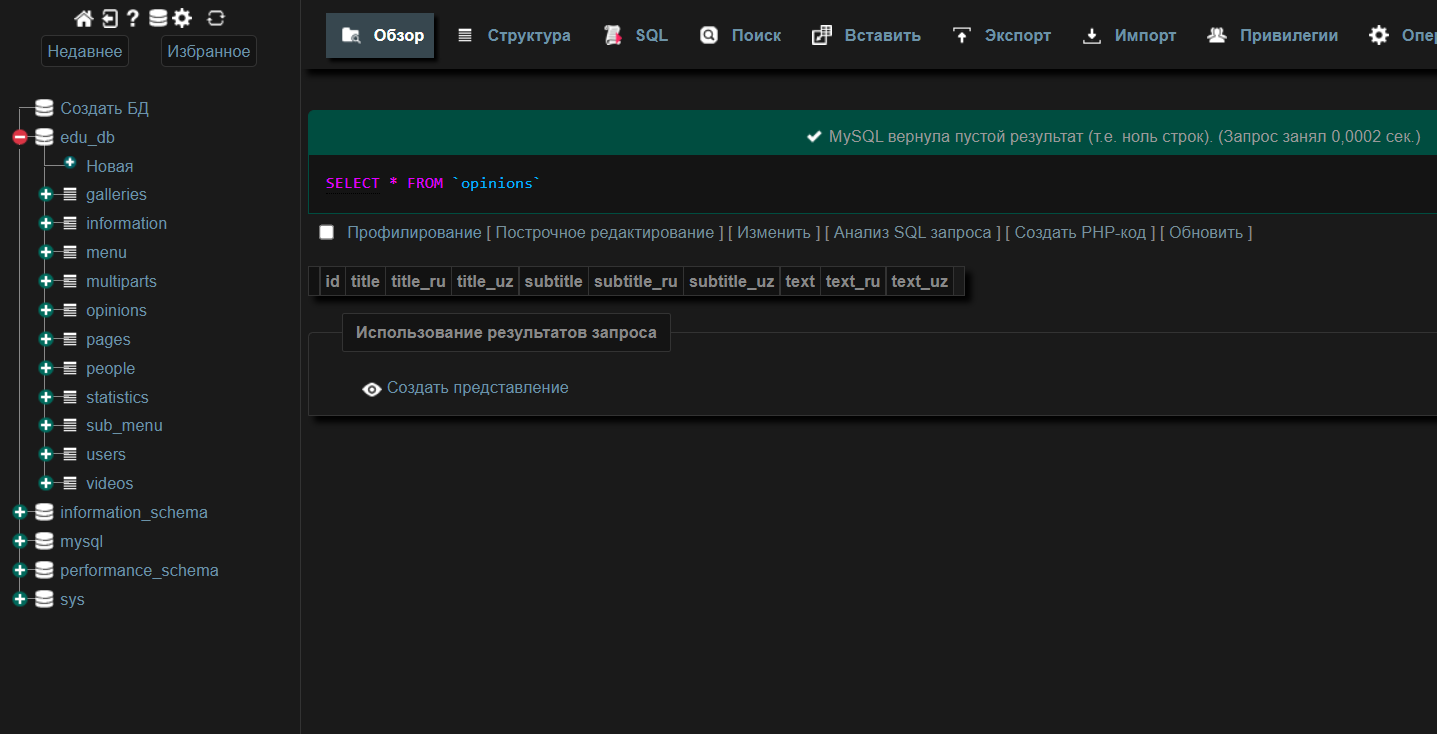 Недавнее Избранное
Создать БД
edu_db
Новая
galleries
information
menu
multiparts
opinions
pages
people
statistics
sub_menu
users
videos
information_schema
mysql
performance_schema
sys
Обзор Структура SQL Поиск Вставить Экспорт Импорт Привилегии Опер
MySQL вернула пустой результат (т.е. ноль строк). (Запрос занял 0,0002 сек.)
SELECT * FROM `opinions`
Профилирование [ Построчное редактирование ] [ Изменить ] [ Анализ SQL запроса ] [ Создать PHP-код ] [ Обновить ]
id title title_ru title_uz subtitle subtitle_ru subtitle_uz text text_ru text_uz
Использование результатов запроса
Создать представление